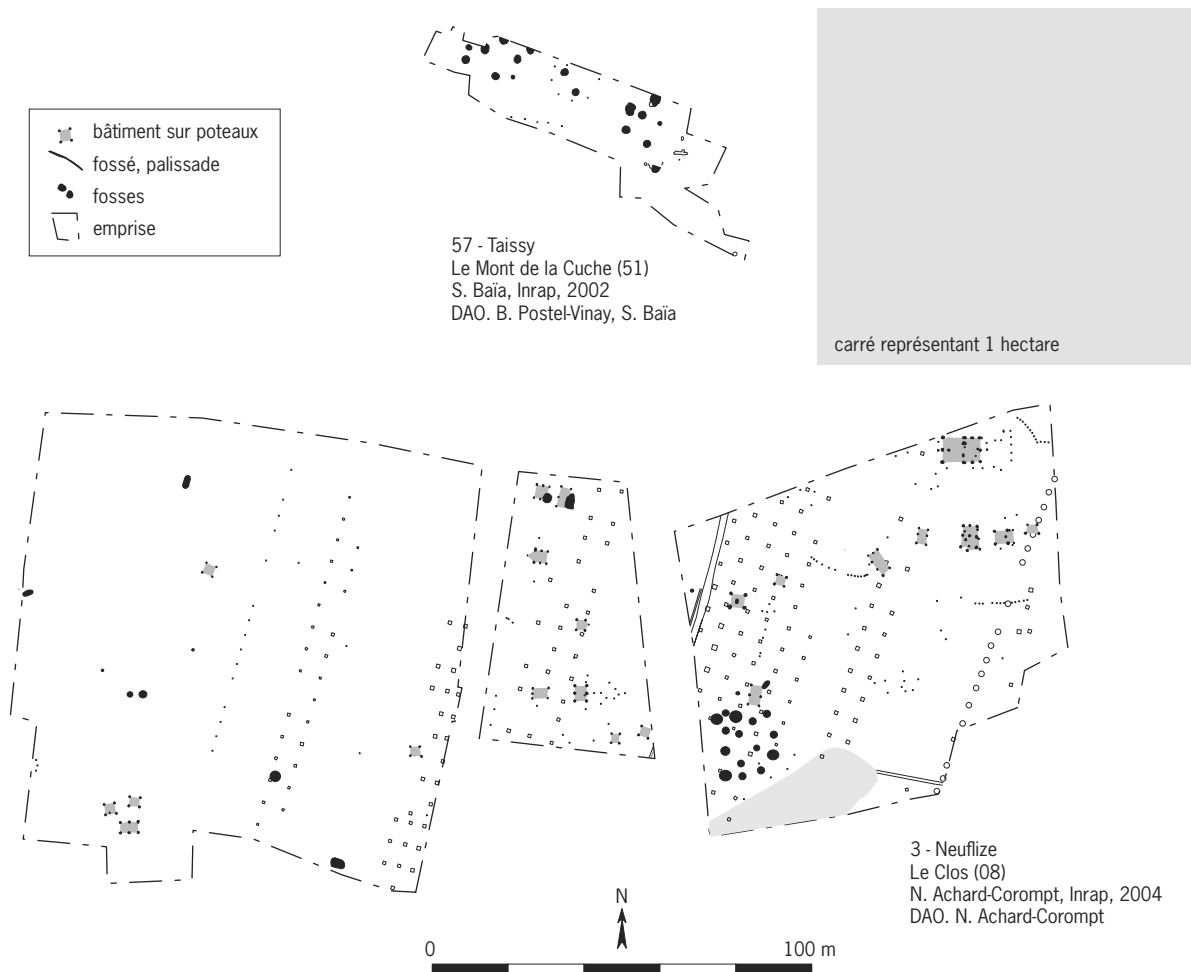 bâtiment sur poteaux
fossé, palissade
fosses
emprise
57 - Taissy
Le Mont de la Cuche (51)
S. Baïa, Inrap, 2002
DAO. B. Postel-Vinay, S. Baïa
carré représentant 1 hectare
3 - Neuflize
Le Clos (08)
N. Achard-Corompt, Inrap, 2004
DAO. N. Achard-Corompt
N
0
100 m